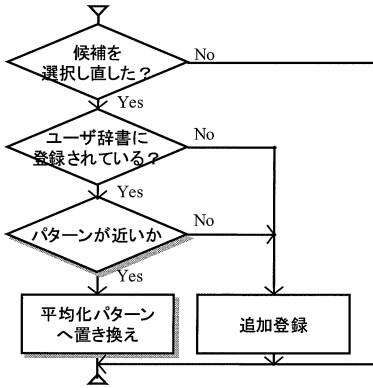 候補を
選択し直した？
No
Yes
ユーザ辞書に
登録されている？
No
Yes
パターンが近いか
No
Yes
平均化パターン
へ置き換え
追加登録